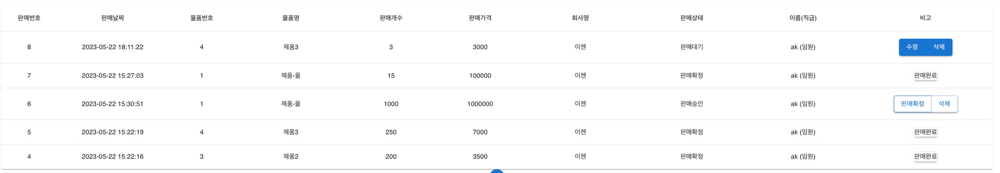 판매번호 판매날짜 물품번호 물품명 판매개수 판매가격 회사명 판매상태 이름(직급) 비고
8 2023-05-22 18:11:22 4 제품3 3 3000 이젠 판매대기 ak (임원) 수정 삭제
7 2023-05-22 15:27:03 1 제품-물 15 100000 이젠 판매확정 ak (임원) 판매완료
6 2023-05-22 15:30:51 1 제품-물 1000 1000000 이젠 판매승인 ak (임원) 판매확정 삭제
5 2023-05-22 15:22:19 4 제품3 250 7000 이젠 판매확정 ak (임원) 판매완료
4 2023-05-22 15:22:16 3 제품2 200 3500 이젠 판매확정 ak (임원) 판매완료